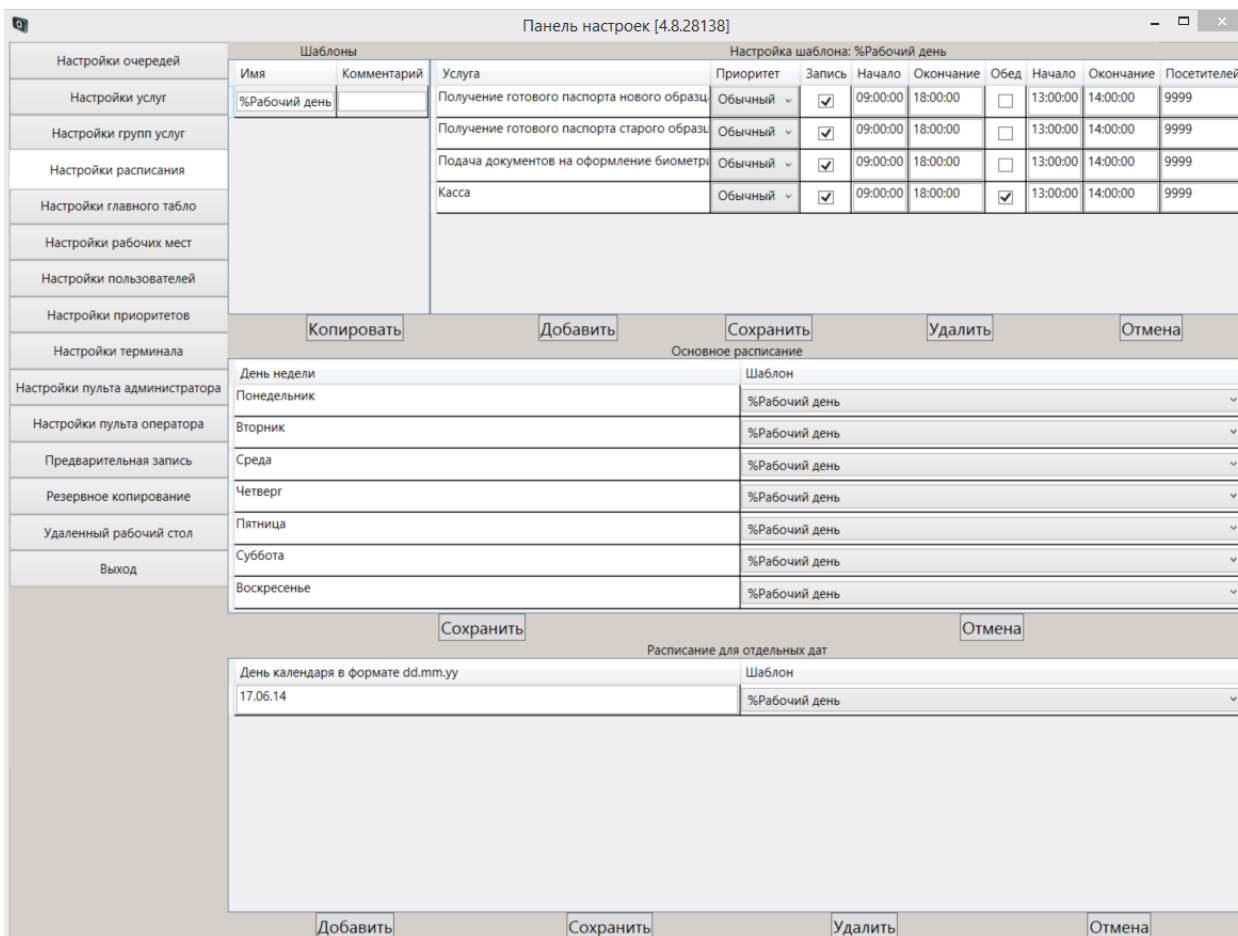 Панель настроек [4.8.28138]
Настройки очередей
Настройки услуг
Настройки групп услуг
Настройки расписания
Настройки главного табло
Настройки рабочих мест
Настройки пользователей
Настройки приоритетов
Настройки терминала
Настройки пульта администратора
Настройки пульта оператора
Предварительная запись
Резервное копирование
Удаленный рабочий стол
Выход
Шаблоны
Имя Комментарий
%Рабочий день
Настройка шаблона: %Рабочий день
Услуга Приоритет Запись Начало Окончание Обед Начало Окончание Посетителей
Получение готового паспорта нового образц Обычный 09:00:00 18:00:00 13:00:00 14:00:00 9999
Получение готового паспорта старого образц Обычный 09:00:00 18:00:00 13:00:00 14:00:00 9999
Подача документов на оформление биометри Обычный 09:00:00 18:00:00 13:00:00 14:00:00 9999
Касса Обычный 09:00:00 18:00:00 13:00:00 14:00:00 9999
Копировать Добавить Сохранить Удалить Отмена
Основное расписание
День недели Шаблон
Понедельник %Рабочий день
Вторник %Рабочий день
Среда %Рабочий день
Четверг %Рабочий день
Пятница %Рабочий день
Суббота %Рабочий день
Воскресенье %Рабочий день
Сохранить Отмена
Расписание для отдельных дат
День календаря в формате dd.mm.yy Шаблон
17.06.14 %Рабочий день
Добавить Сохранить Удалить Отмена